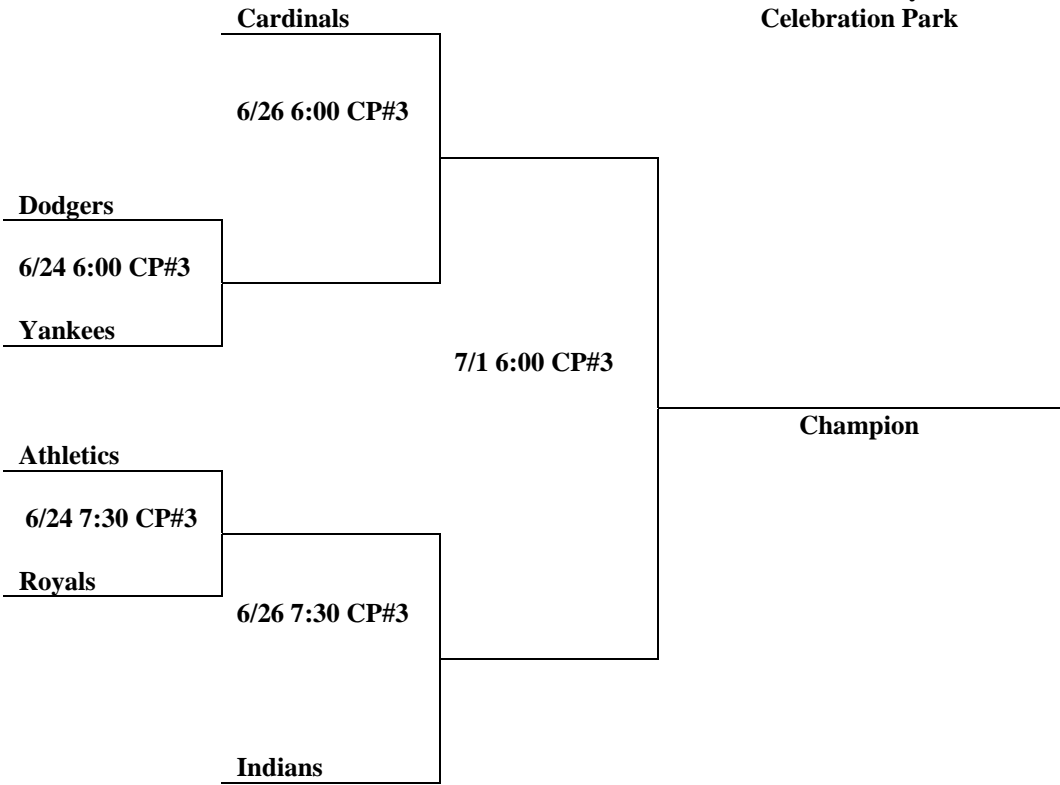 Cardinals
Celebration Park
6/26 6:00 CP#3
Dodgers
6/24 6:00 CP#3
Yankees
7/1 6:00 CP#3
Champion
Athletics
6/24 7:30 CP#3
Royals
6/26 7:30 CP#3
Indians